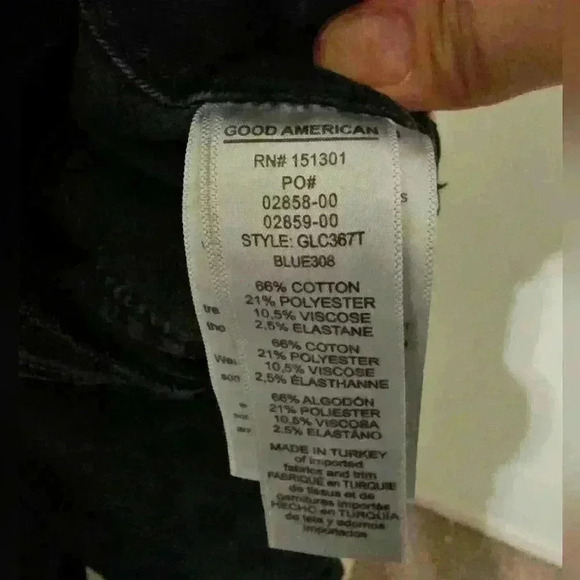 GOOD AMERICAN
RN# 151301
PO#
02858-00
02859-00
STYLE: GLC367T
BLUE308
66% COTTON
21% POLYESTER
10,5% VISCOSE
2,5% ELASTANE
66% COTON
21% POLYESTER
10,5% VISCOSE
2,5% ÉLASTHANNE
66% ALGODÓN
21% POLIESTER
10,5% VISCOSA
2,5% ELASTANO
MADE IN TURKEY
of imported
fabrics and trim
FABRIQUÉ en TURQUIE
de tissus et de
garnitures importés
HECHO en TURQUÍA
de tela y adornos
importados